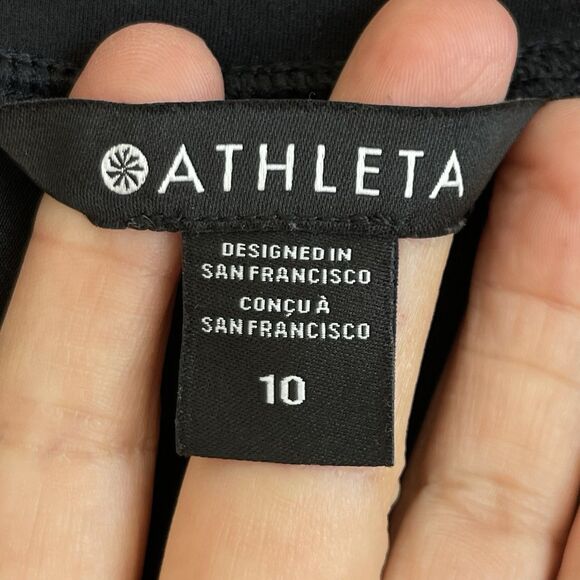 ATHLETA
DESIGNED IN
SAN FRANCISCO
CONÇU À
SAN FRANCISCO
10